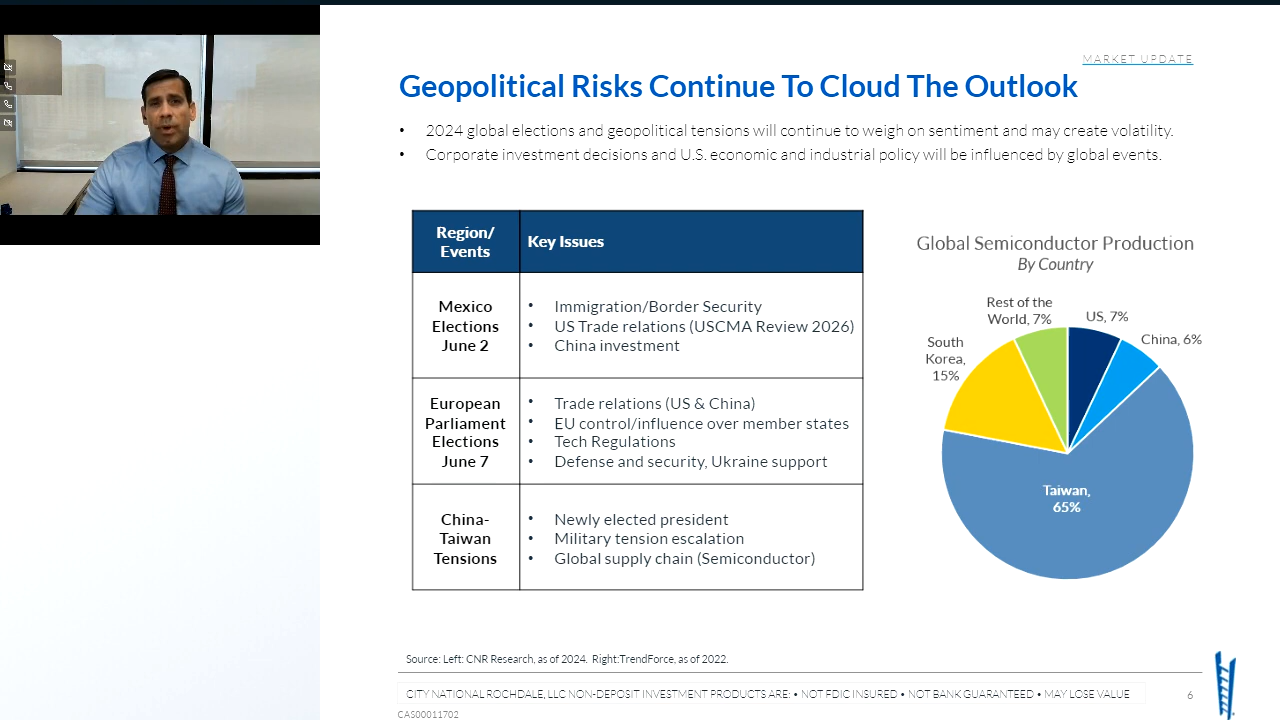 MARKET UPDATE
Geopolitical Risks Continue To Cloud The Outlook
• 2024 global elections and geopolitical tensions will continue to weigh on sentiment and may create volatility.
• Corporate investment decisions and U.S. economic and industrial policy will be influenced by global events.
Region/
Events
Key Issues
Mexico
Elections
June 2
• Immigration/Border Security
• US Trade relations (USCMA Review 2026)
• China investment
European
Parliament
Elections
June 7
• Trade relations (US & China)
• EU control/influence over member states
• Tech Regulations
• Defense and security, Ukraine support
China-
Taiwan
Tensions
• Newly elected president
• Military tension escalation
• Global supply chain (Semiconductor)
Global Semiconductor Production
By Country
Rest of the
World, 7%
US, 7%
China, 6%
South
Korea,
15%
Taiwan,
65%
Source: Left: CNR Research, as of 2024. Right:TrendForce, as of 2022.
CITY NATIONAL ROCHDALE, LLC NON-DEPOSIT INVESTMENT PRODUCTS ARE: • NOT FDIC INSURED • NOT BANK GUARANTEED • MAY LOSE VALUE
6
CAS00011702